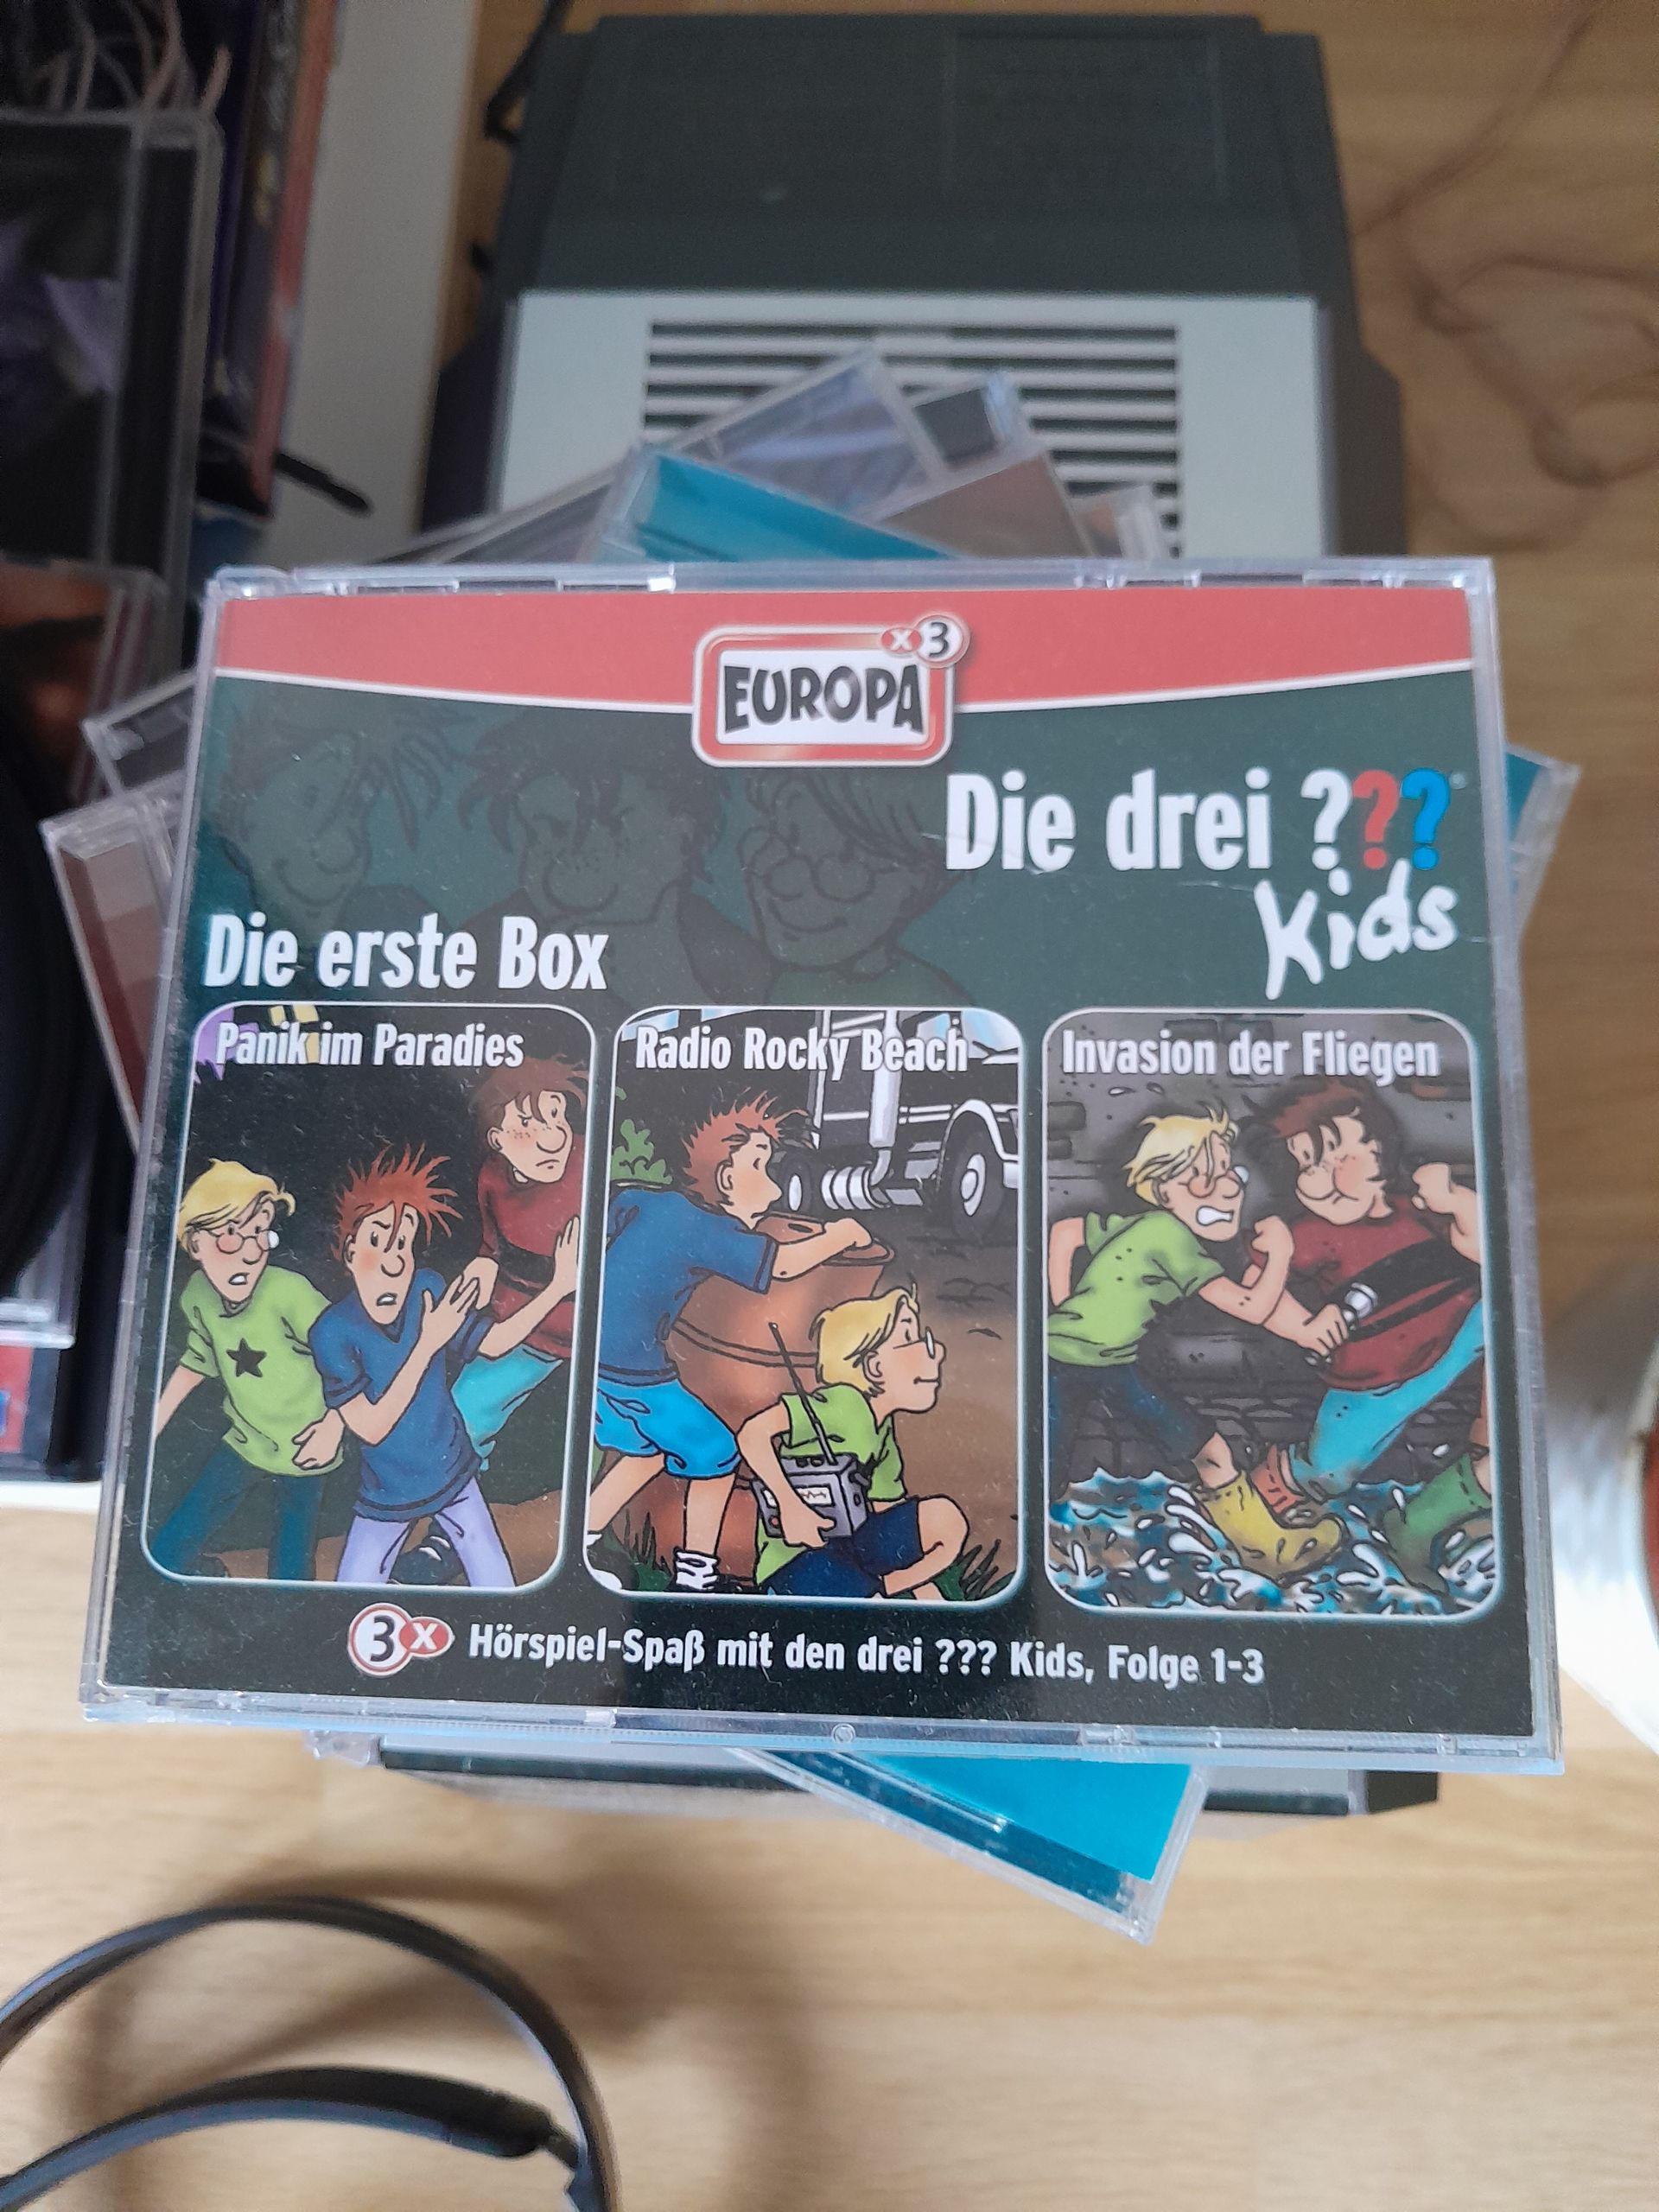 x3
EUROPA
Die drei ???
Kids
Die erste Box
Panik im Paradies
Radio Rocky Beach
Invasion der Fliegen
3x Hörspiel-Spaß mit den drei ??? Kids, Folge 1-3